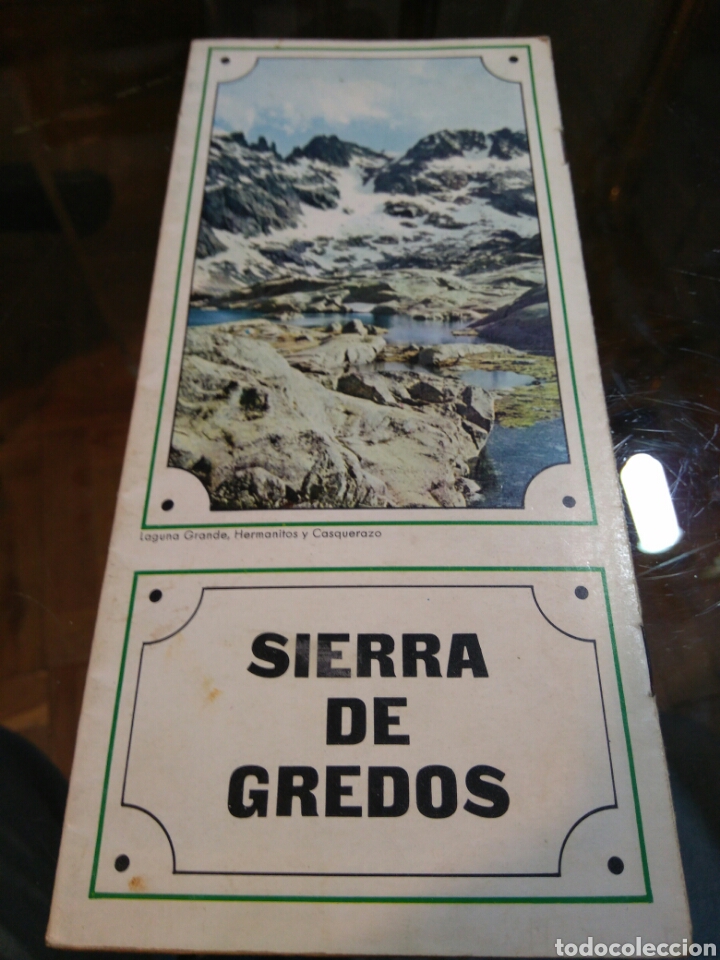 Laguna Grande, Hermanitos y Casquerazo
SIERRA
DE
GREDOS
todocoleccion